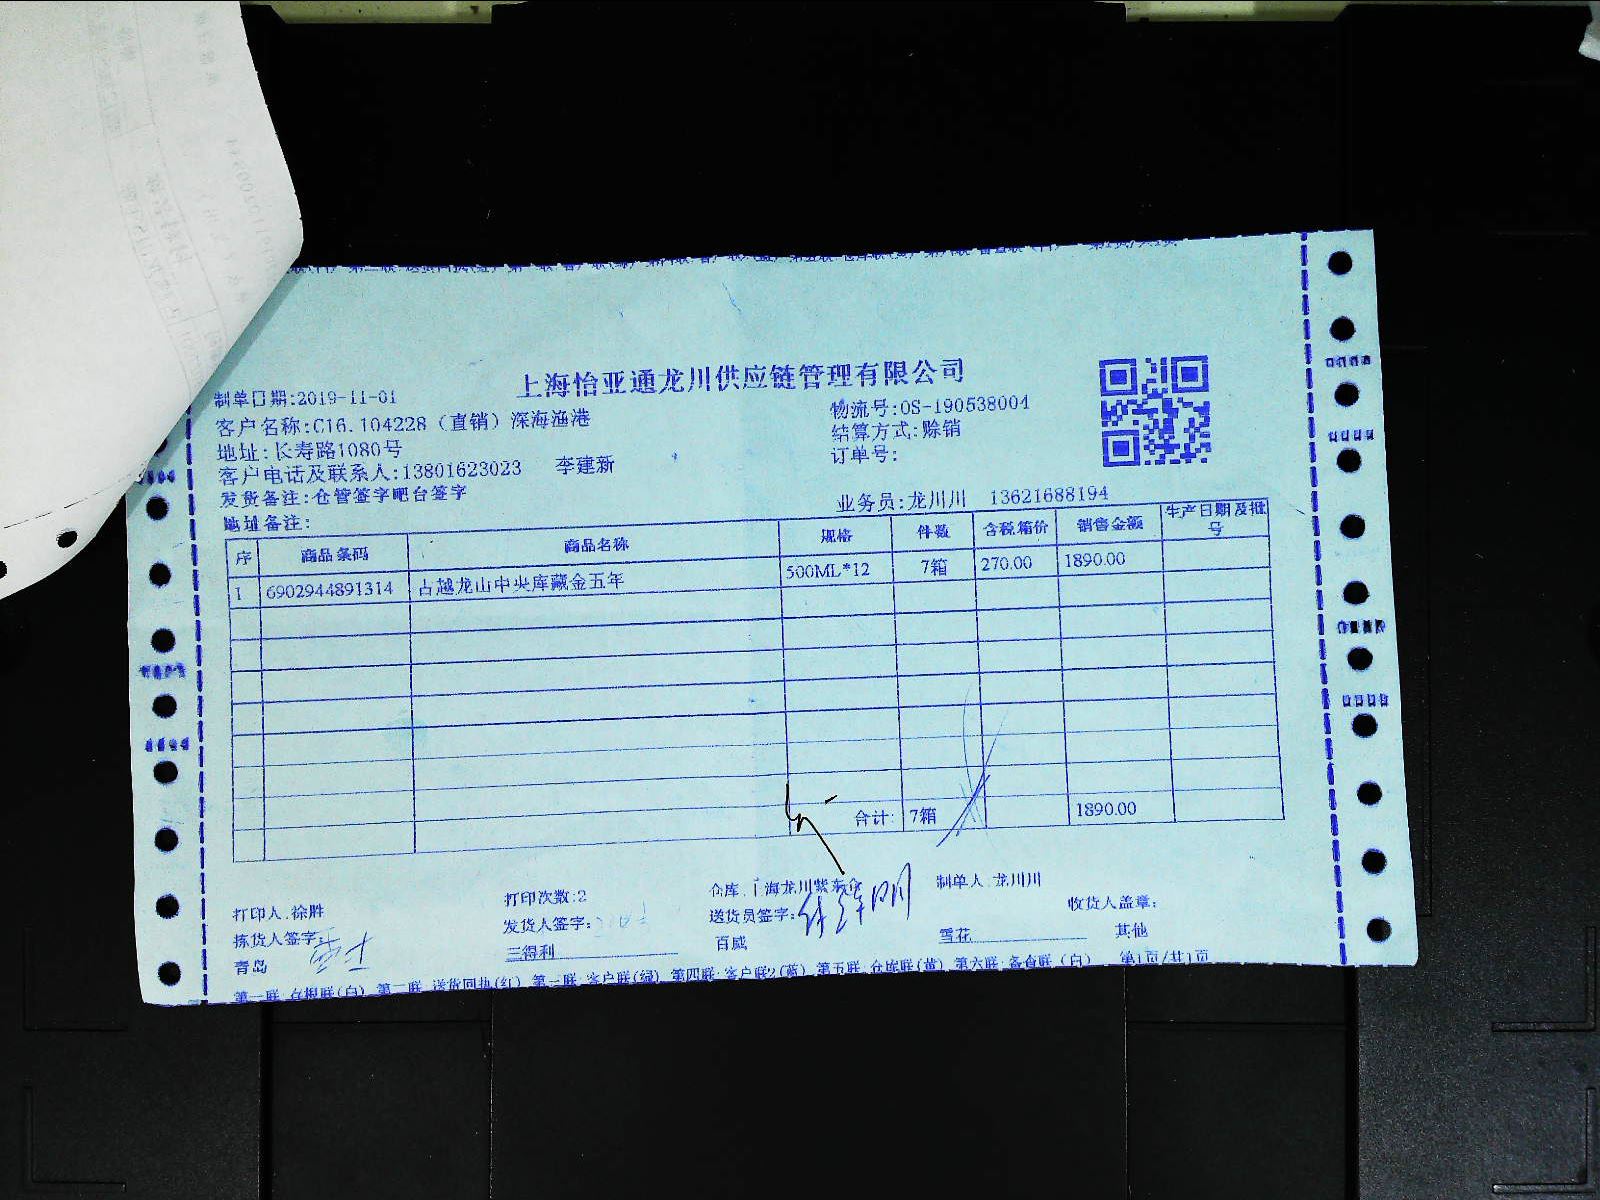 上海怡亚通龙川供应链管理有限公司
制单日期:2019-11-01
客户名称:C16.104228（直销）深海渔港
物流号:OS-190538004
地址:长寿路1080号
结算方式:赊销
客户电话及联系人:13801623023 李建新
订单号:
发货备注:仓管签字吧台签字
业务员:龙川川 13621688194
地址备注:
序 商品条码 商品名称 规格 件数 含税箱价 销售金额 生产日期及批号
1 6902944891314 古越龙山中央库藏金五年 500ML*12 7箱 270.00 1890.00
合计: 7箱 1890.00
打印人:徐胜 打印次数:2 仓库:上海龙川紫东仓 制单人:龙川川
拣货人签字: 发货人签字: 送货员签字: 收货人盖章:
青岛 三得利 百威 雪花 其他
第一联:存根联(白) 第二联:送货回执(红) 第三联:客户联(绿) 第四联:客户联2(蓝) 第五联:仓库联(黄) 第六联:备食联(白) 第1页/共1页